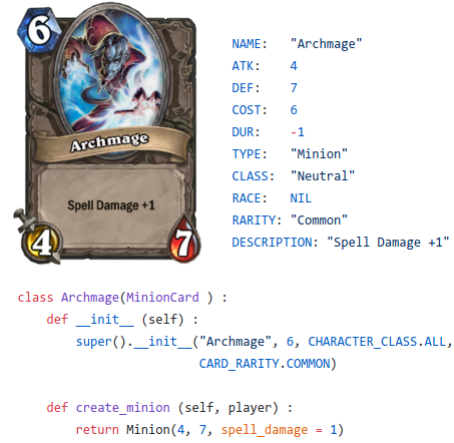 6
Archmage
Spell Damage +1
4
7
NAME: "Archmage"
ATK: 4
DEF: 7
COST: 6
DUR: -1
TYPE: "Minion"
CLASS: "Neutral"
RACE: NIL
RARITY: "Common"
DESCRIPTION: "Spell Damage +1"
class Archmage(MinionCard ) :
    def __init__ (self) :
        super().__init__("Archmage", 6, CHARACTER_CLASS.ALL,
                         CARD_RARITY.COMMON)
    def create_minion (self, player) :
        return Minion(4, 7, spell_damage = 1)